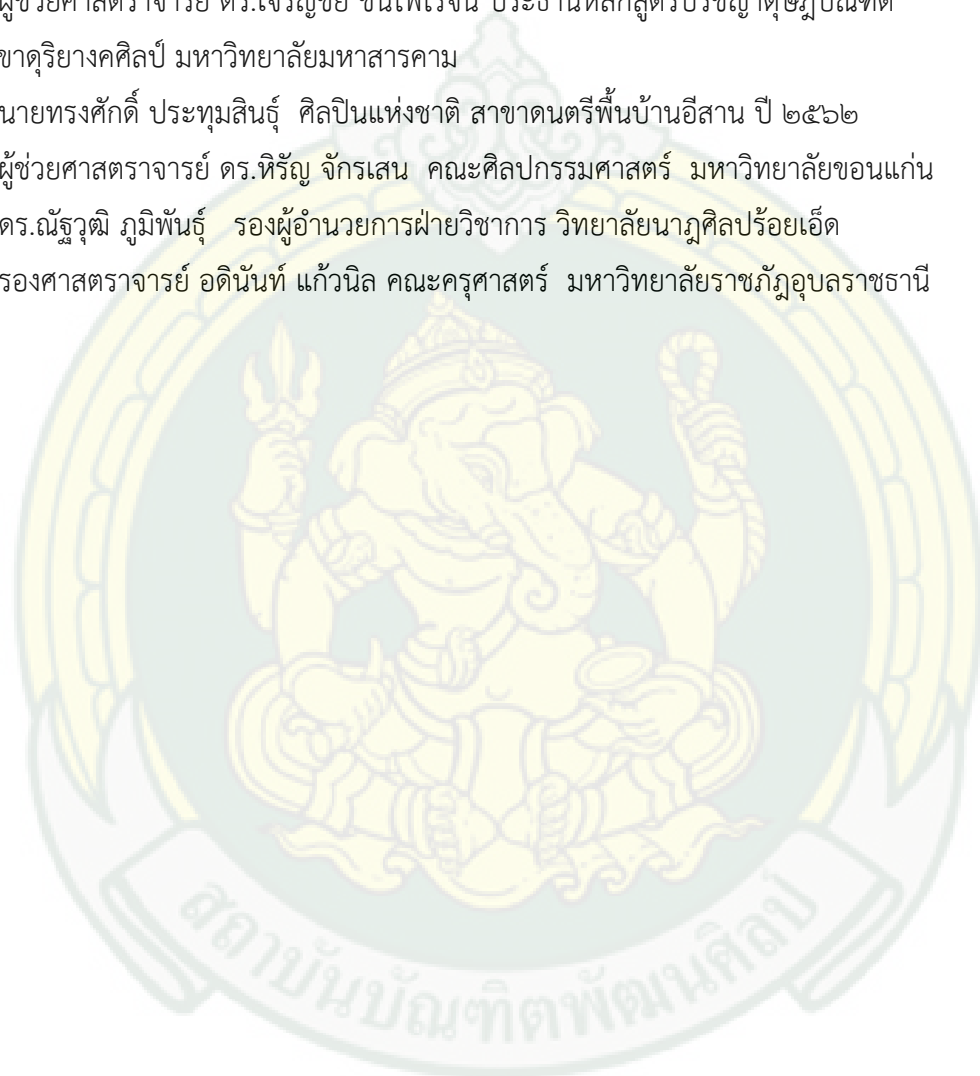 ผู้ช่วยศาสตราจารย์ ดร.เจริญชัย ชนไพโรจน์ ประธานหลักสูตรปรัชญาดุษฎีบัณฑิต
ขาดุริยางคศิลป์ มหาวิทยาลัยมหาสารคาม
นายทรงศักดิ์ ประทุมสินธุ์ ศิลปินแห่งชาติ สาขาดนตรีพื้นบ้านอีสาน ปี ๒๕๖๒
ผู้ช่วยศาสตราจารย์ ดร.หิรัญ จักรเสน คณะศิลปกรรมศาสตร์ มหาวิทยาลัยขอนแก่น
ดร.ณัฐวุฒิ ภูมิพันธุ์ รองผู้อำนวยการฝ่ายวิชาการ วิทยาลัยนาฎศิลปร้อยเอ็ด
รองศาสตราจารย์ อดินันท์ แก้วนิล คณะครุศาสตร์ มหาวิทยาลัยราชภัฎอุบลราชธานี
สถาบันบัณฑิตพัฒนศิลป์